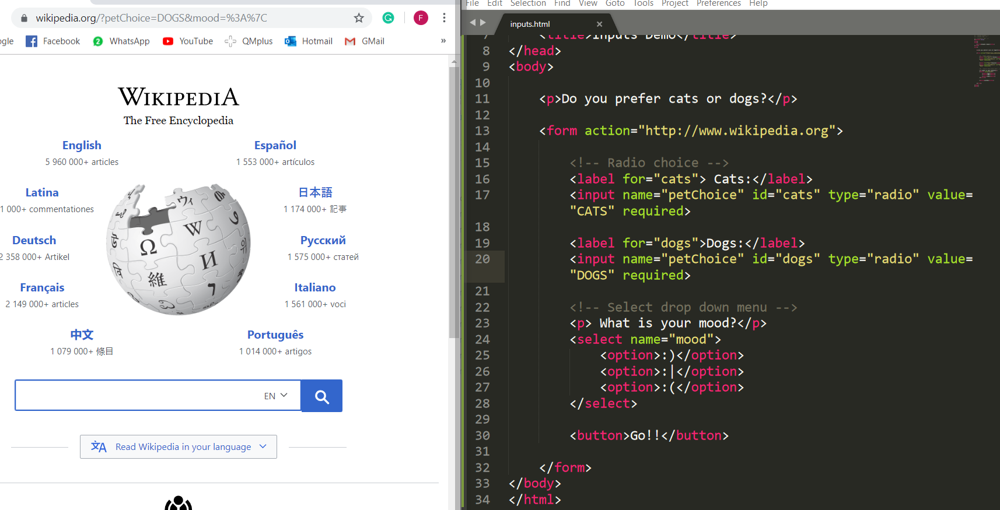 wikipedia.org/?petChoice=DOGS&mood=%3A%7C
F
gle Facebook WhatsApp YouTube QMplus Hotmail GMail »
WIKIPEDIA
The Free Encyclopedia
English
5 960 000+ articles
Español
1 553 000+ artículos
Latina
1 000+ commentationes
日本語
1 174 000+ 記事
Deutsch
2 358 000+ Artikel
Русский
1 575 000+ статей
Français
2 149 000+ articles
Italiano
1 561 000+ voci
中文
1 079 000+ 條目
Português
1 014 000+ artigos
Ω W И 維 ウィ
EN
Read Wikipedia in your language
File Edit Selection Find View Goto Tools Project Preferences Help
inputs.html ×
7 <title>Inputs Demo</title>
8 </head>
9 <body>
10
11 <p>Do you prefer cats or dogs?</p>
12
13 <form action="http://www.wikipedia.org">
14
15 <!-- Radio choice -->
16 <label for="cats"> Cats:</label>
17 <input name="petChoice" id="cats" type="radio" value=
"CATS" required>
18
19 <label for="dogs">Dogs:</label>
20 <input name="petChoice" id="dogs" type="radio" value=
"DOGS" required>
21
22 <!-- Select drop down menu -->
23 <p> What is your mood?</p>
24 <select name="mood">
25 <option>:)</option>
26 <option>:|</option>
27 <option>:(</option>
28 </select>
29
30 <button>Go!!</button>
31
32 </form>
33 </body>
34 </html>